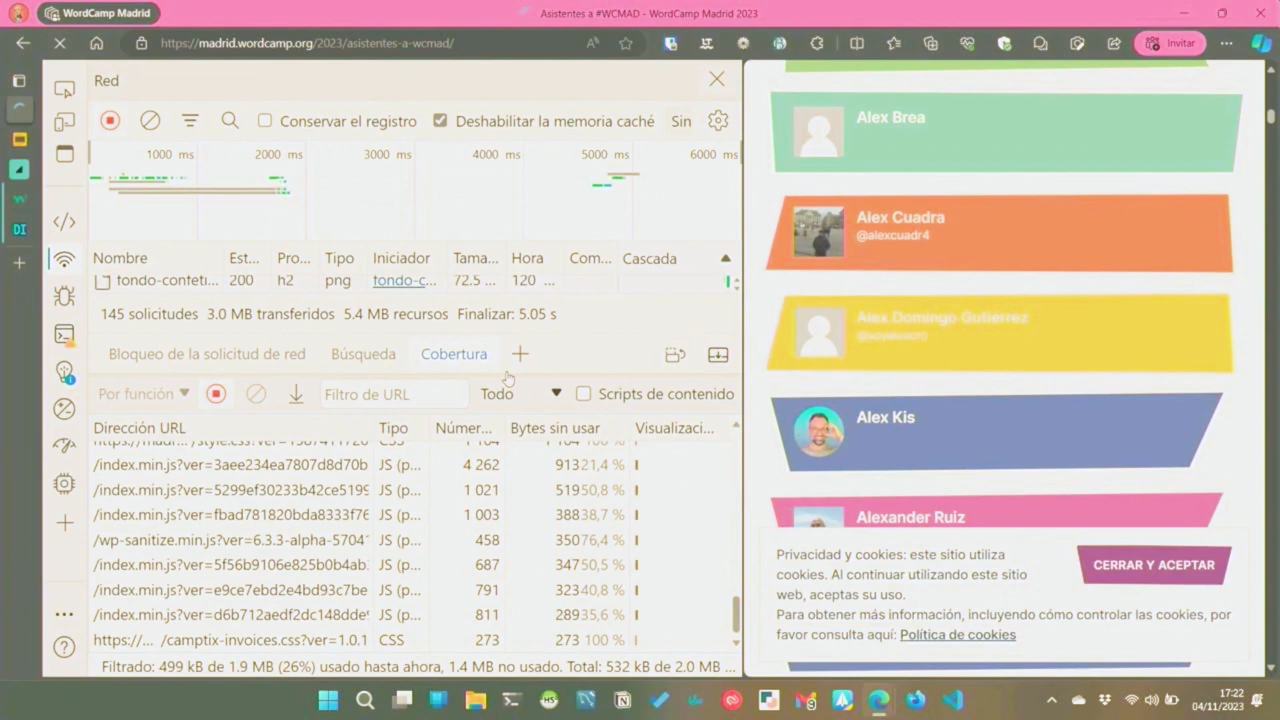 WordCamp Madrid
Asistentes a #WCMAD - WordCamp Madrid 2023
https://madrid.wordcamp.org/2023/asistentes-a-wcmad/
Invitar
Red
Conservar el registro
Deshabilitar la memoria caché
Sin
1000 ms 2000 ms 3000 ms 4000 ms 5000 ms 6000 ms
Nombre Est... Pro... Tipo Iniciador Tama... Hora Com... Cascada
fondo-confeti... 200 h2 png fondo-c... 72.5 ... 120 ...
145 solicitudes 3.0 MB transferidos 5.4 MB recursos Finalizar: 5.05 s
Bloqueo de la solicitud de red Búsqueda Cobertura
Por función Filtro de URL Todo Scripts de contenido
Dirección URL Tipo Númer... Bytes sin usar Visualizaci...
/index.min.js?ver=3aee234ea7807d8d70b JS (p... 4 262 913 21,4 %
/index.min.js?ver=5299ef30233b42ce5199 JS (p... 1 021 519 50,8 %
/index.min.js?ver=fbad781820bda8333f76 JS (p... 1 003 388 38,7 %
/wp-sanitize.min.js?ver=6.3.3-alpha-5704 JS (p... 458 350 76,4 %
/index.min.js?ver=5f56b9106e825b0b4ab JS (p... 687 347 50,5 %
/index.min.js?ver=e9ce7ebd2e4bd93c7be JS (p... 791 323 40,8 %
/index.min.js?ver=d6b712aedf2dc148dde JS (p... 811 289 35,6 %
https://... /camptix-invoices.css?ver=1.0.1 CSS 273 273 100 %
Filtrado: 499 kB de 1.9 MB (26%) usado hasta ahora, 1.4 MB no usado. Total: 532 kB de 2.0 MB ...
Alex Brea
Alex Cuadra
@alexcuadr4
Alex Domingo Gutierrez
Alex Kis
Alexander Ruiz
Privacidad y cookies: este sitio utiliza
cookies. Al continuar utilizando este sitio
web, aceptas su uso.
Para obtener más información, incluyendo cómo controlar las cookies, por
favor consulta aquí: Política de cookies
CERRAR Y ACEPTAR
DI
17:22
04/11/2023